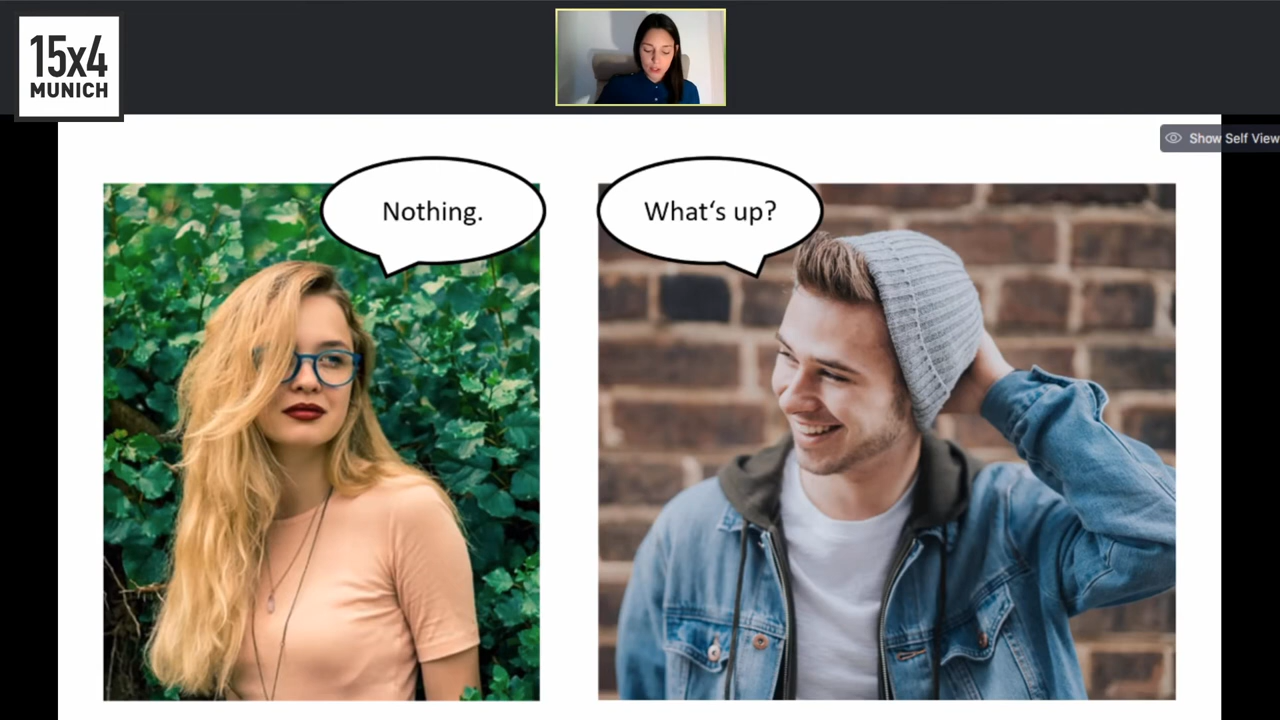 15x4
MUNICH
Show Self View
Nothing.
What‘s up?